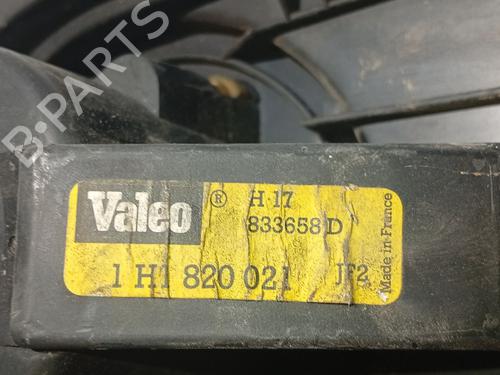 B-PARTS
Valeo ® H 17
833658 D
1 H1 820 021 JF2
Made in France